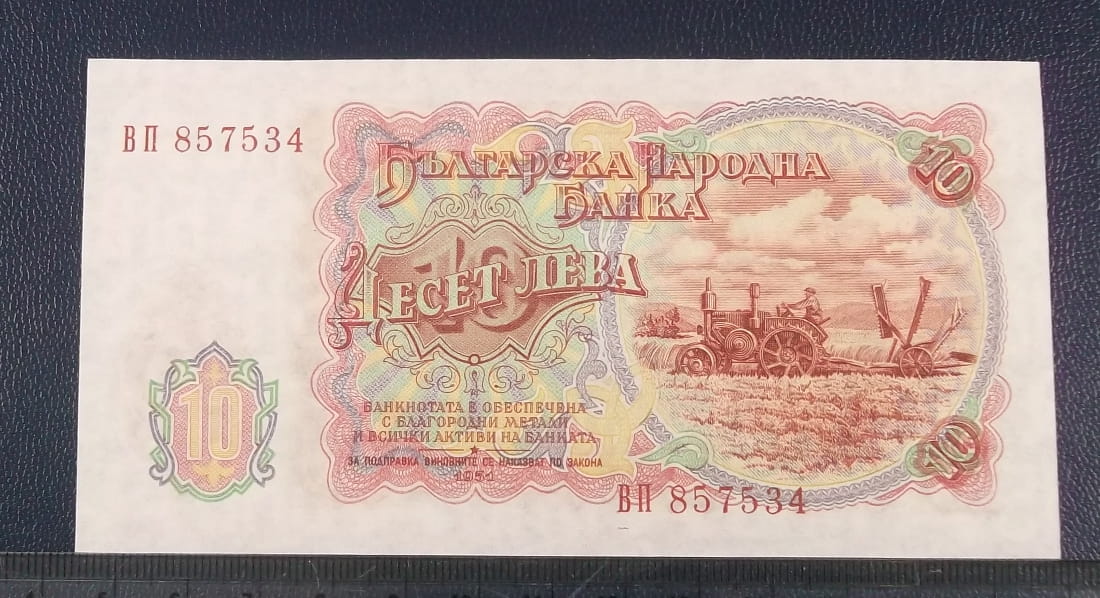 ВП 857534
БЪЛГАРСКА НАРОДНА
БАНКА
10
10
ДЕСЕТ ЛЕВА
10
БАНКНОТАТА Е ОБЕСПЕЧЕНА
С БЛАГОРОДНИ МЕТАЛИ
И ВСИЧКИ АКТИВИ НА БАНКАТА
ЗА ПОДПРАВКА ВИНОВНИТЕ СЕ НАКАЗВАТ ПО ЗАКОНА
1951
10
ВП 857534